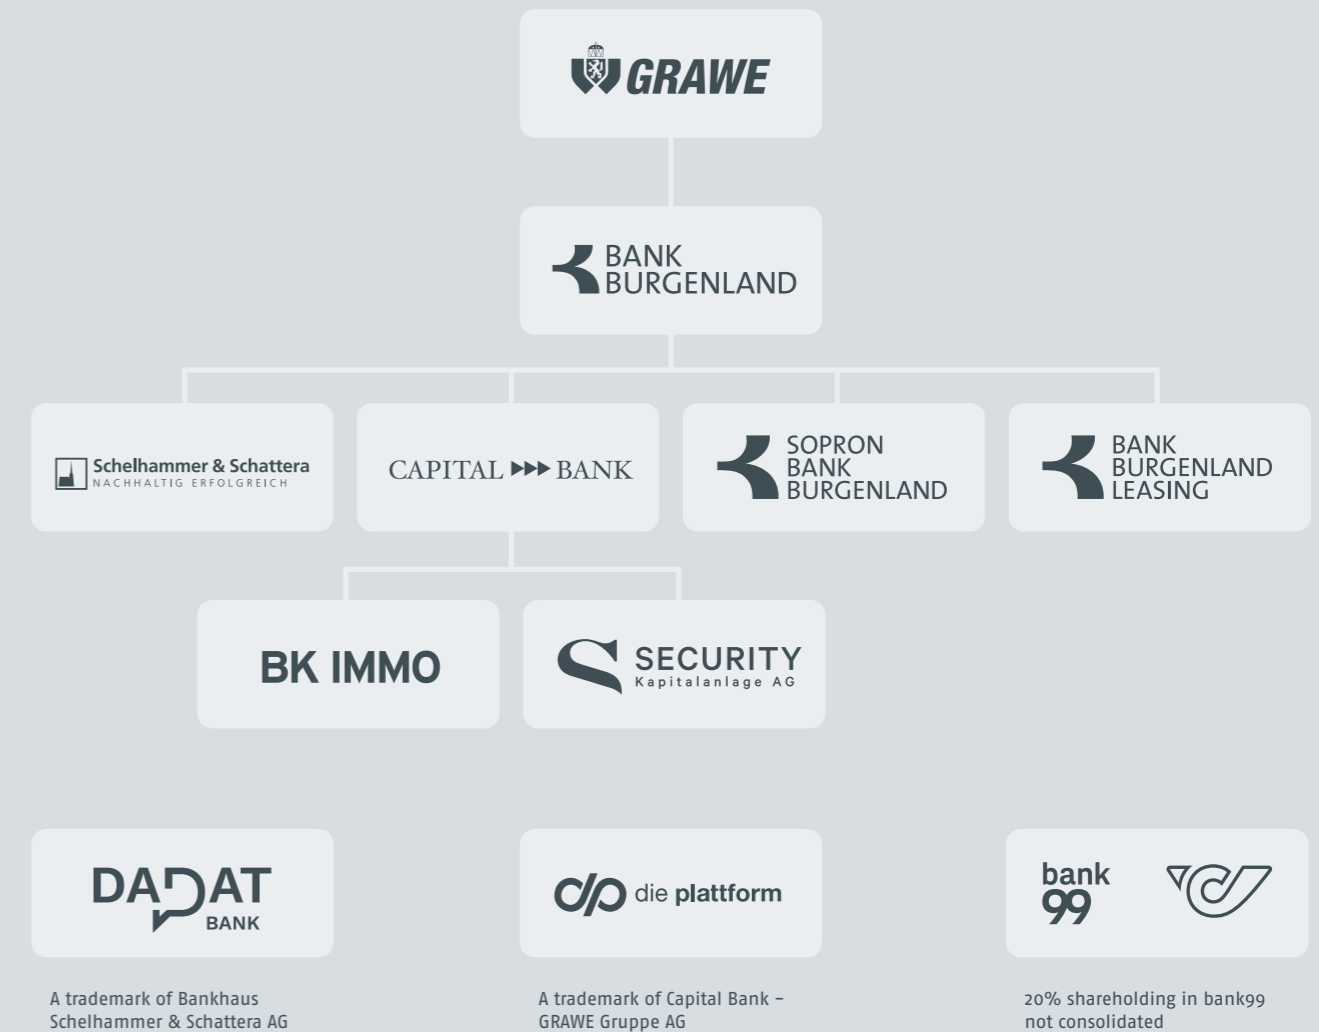 GRAWE
BANK
BURGENLAND
Schelhammer & Schattera
NACHHALTIG ERFOLGREICH
CAPITAL BANK
SOPRON
BANK
BURGENLAND
BANK
BURGENLAND
LEASING
BK IMMO
SECURITY
Kapitalanlage AG
DADAT
BANK
dp die plattform
bank
99
A trademark of Bankhaus
Schelhammer & Schattera AG
A trademark of Capital Bank –
GRAWE Gruppe AG
20% shareholding in bank99
not consolidated